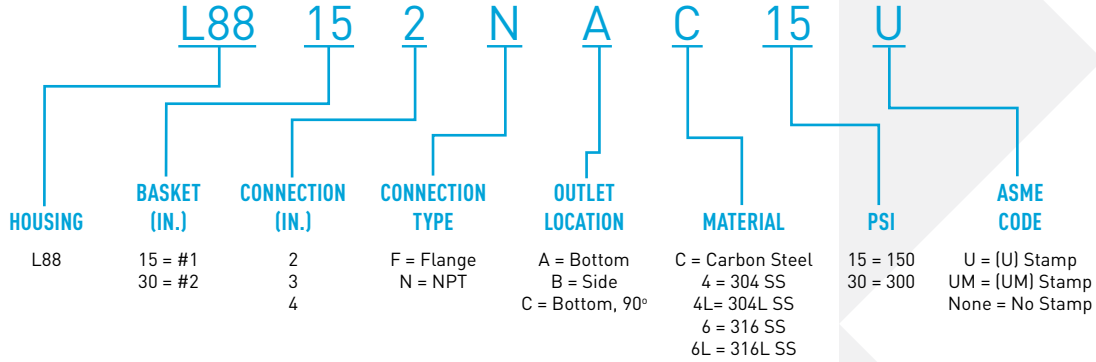 L88 15 2 N A C 15 U
HOUSING
L88
BASKET
(IN.)
15 = #1
30 = #2
CONNECTION
(IN.)
2
3
4
CONNECTION
TYPE
F = Flange
N = NPT
OUTLET
LOCATION
A = Bottom
B = Side
C = Bottom, 90º
MATERIAL
C = Carbon Steel
4 = 304 SS
4L= 304L SS
6 = 316 SS
6L = 316L SS
PSI
15 = 150
30 = 300
ASME
CODE
U = (U) Stamp
UM = (UM) Stamp
None = No Stamp